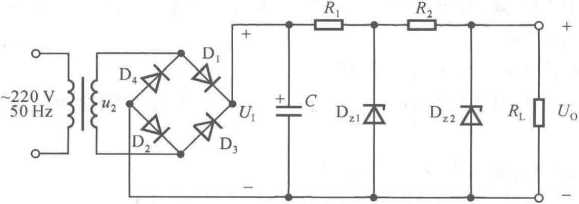 R1
R2
+
+
D4
D1
~220 V
50 Hz
u2
U1
+
C
Dz1
Dz2
RL
UO
D2
D3
−
−